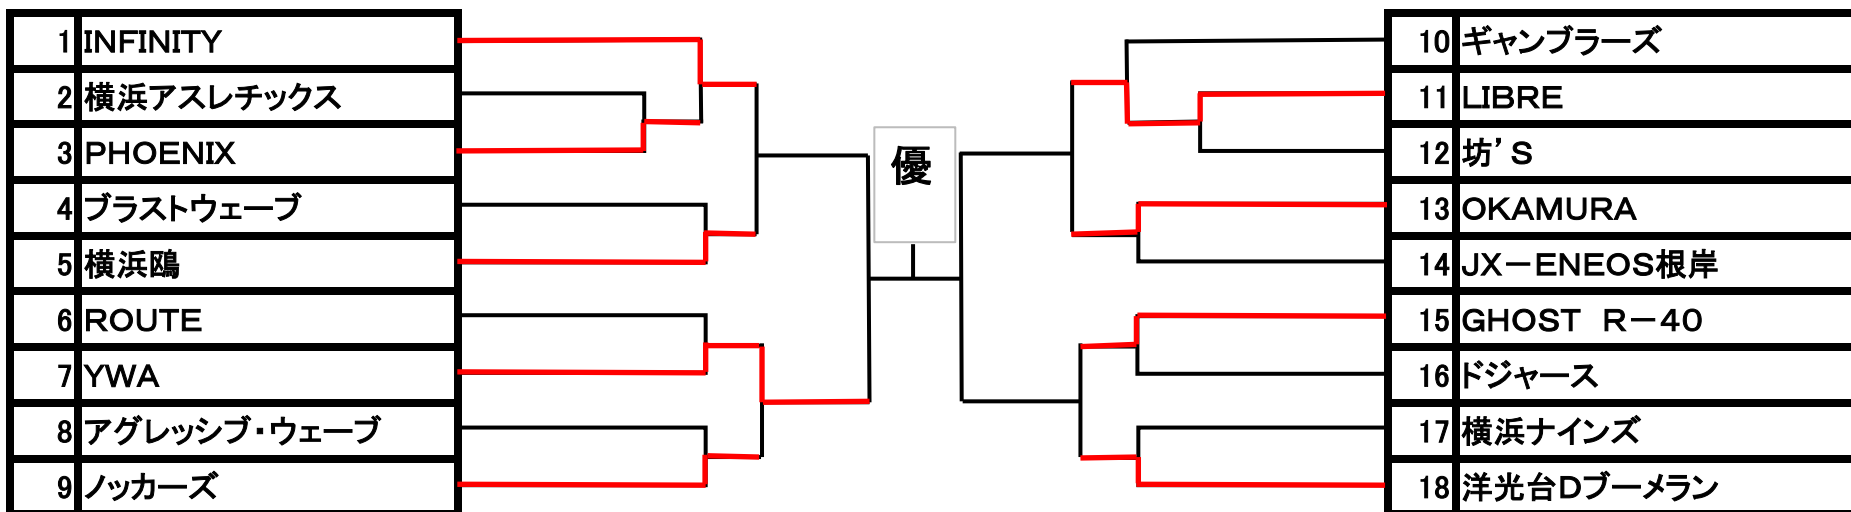 1 INFINITY
2 横浜アスレチックス
3 PHOENIX
4 ブラストウェーブ
5 横浜鴎
6 ROUTE
7 YWA
8 アグレッシブ・ウェーブ
9 ノッカーズ
優
10 ギャンブラーズ
11 LIBRE
12 坊’S
13 OKAMURA
14 JX－ENEOS根岸
15 GHOST　R－40
16 ドジャース
17 横浜ナインズ
18 洋光台Dブーメラン